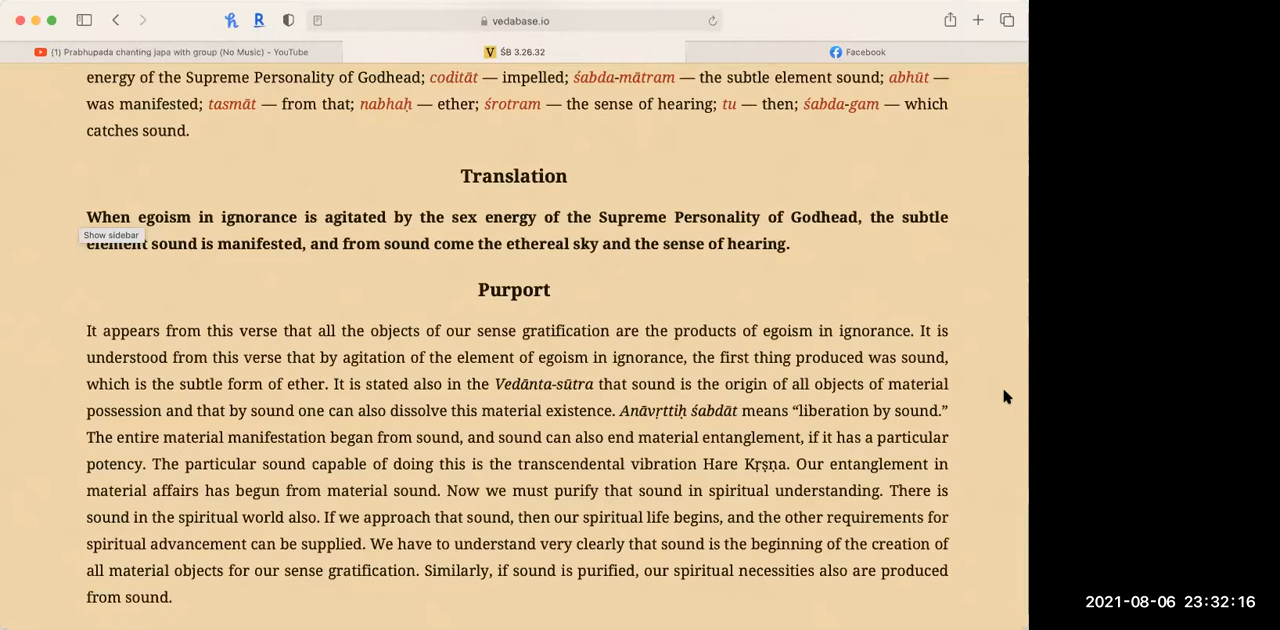 vedabase.io
(1) Prabhupada chanting japa with group (No Music) - YouTube
ŚB 3.26.32
Facebook
energy of the Supreme Personality of Godhead; coditāt — impelled; śabda-mātram — the subtle element sound; abhūt —
was manifested; tasmāt — from that; nabhaḥ — ether; śrotram — the sense of hearing; tu — then; śabda-gam — which
catches sound.
Translation
When egoism in ignorance is agitated by the sex energy of the Supreme Personality of Godhead, the subtle
Show sidebar
element sound is manifested, and from sound come the ethereal sky and the sense of hearing.
Purport
It appears from this verse that all the objects of our sense gratification are the products of egoism in ignorance. It is
understood from this verse that by agitation of the element of egoism in ignorance, the first thing produced was sound,
which is the subtle form of ether. It is stated also in the Vedānta-sūtra that sound is the origin of all objects of material
possession and that by sound one can also dissolve this material existence. Anāvṛttiḥ śabdāt means “liberation by sound.”
The entire material manifestation began from sound, and sound can also end material entanglement, if it has a particular
potency. The particular sound capable of doing this is the transcendental vibration Hare Kṛṣṇa. Our entanglement in
material affairs has begun from material sound. Now we must purify that sound in spiritual understanding. There is
sound in the spiritual world also. If we approach that sound, then our spiritual life begins, and the other requirements for
spiritual advancement can be supplied. We have to understand very clearly that sound is the beginning of the creation of
all material objects for our sense gratification. Similarly, if sound is purified, our spiritual necessities also are produced
from sound.
2021-08-06 23:32:16